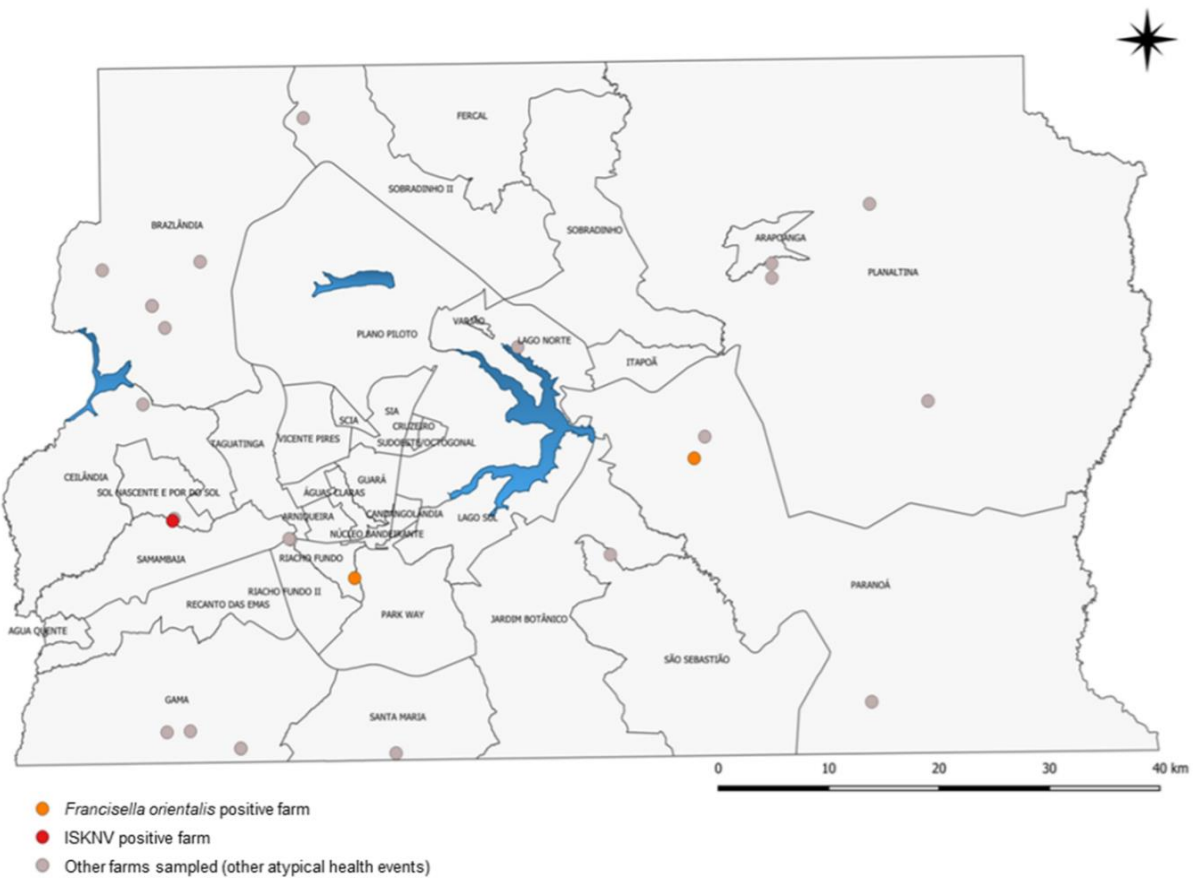 FERCAL
SOBRADINHO II
BRAZLÂNDIA
SOBRADINHO
ARAPOANGA
PLANALTINA
VARJÃO
PLANO PILOTO
LAGO NORTE
ITAPOÃ
SIA
SCIA
CRUZEIRO
TAGUATINGA
VICENTE PIRES
SUDOESTE/OCTOGONAL
CEILÂNDIA
GUARÁ
SOL NASCENTE E POR DO SOL
ÁGUAS CLARAS
ARNIQUEIRA
CANDANGOLÂNDIA
LAGO SUL
NÚCLEO BANDEIRANTE
SAMAMBAIA
RIACHO FUNDO
PARANOÁ
RIACHO FUNDO II
RECANTO DAS EMAS
PARK WAY
JARDIM BOTÂNICO
AGUA QUENTE
SÃO SEBASTIÃO
GAMA
SANTA MARIA
0 10 20 30 40 km
Francisella orientalis positive farm
ISKNV positive farm
Other farms sampled (other atypical health events)